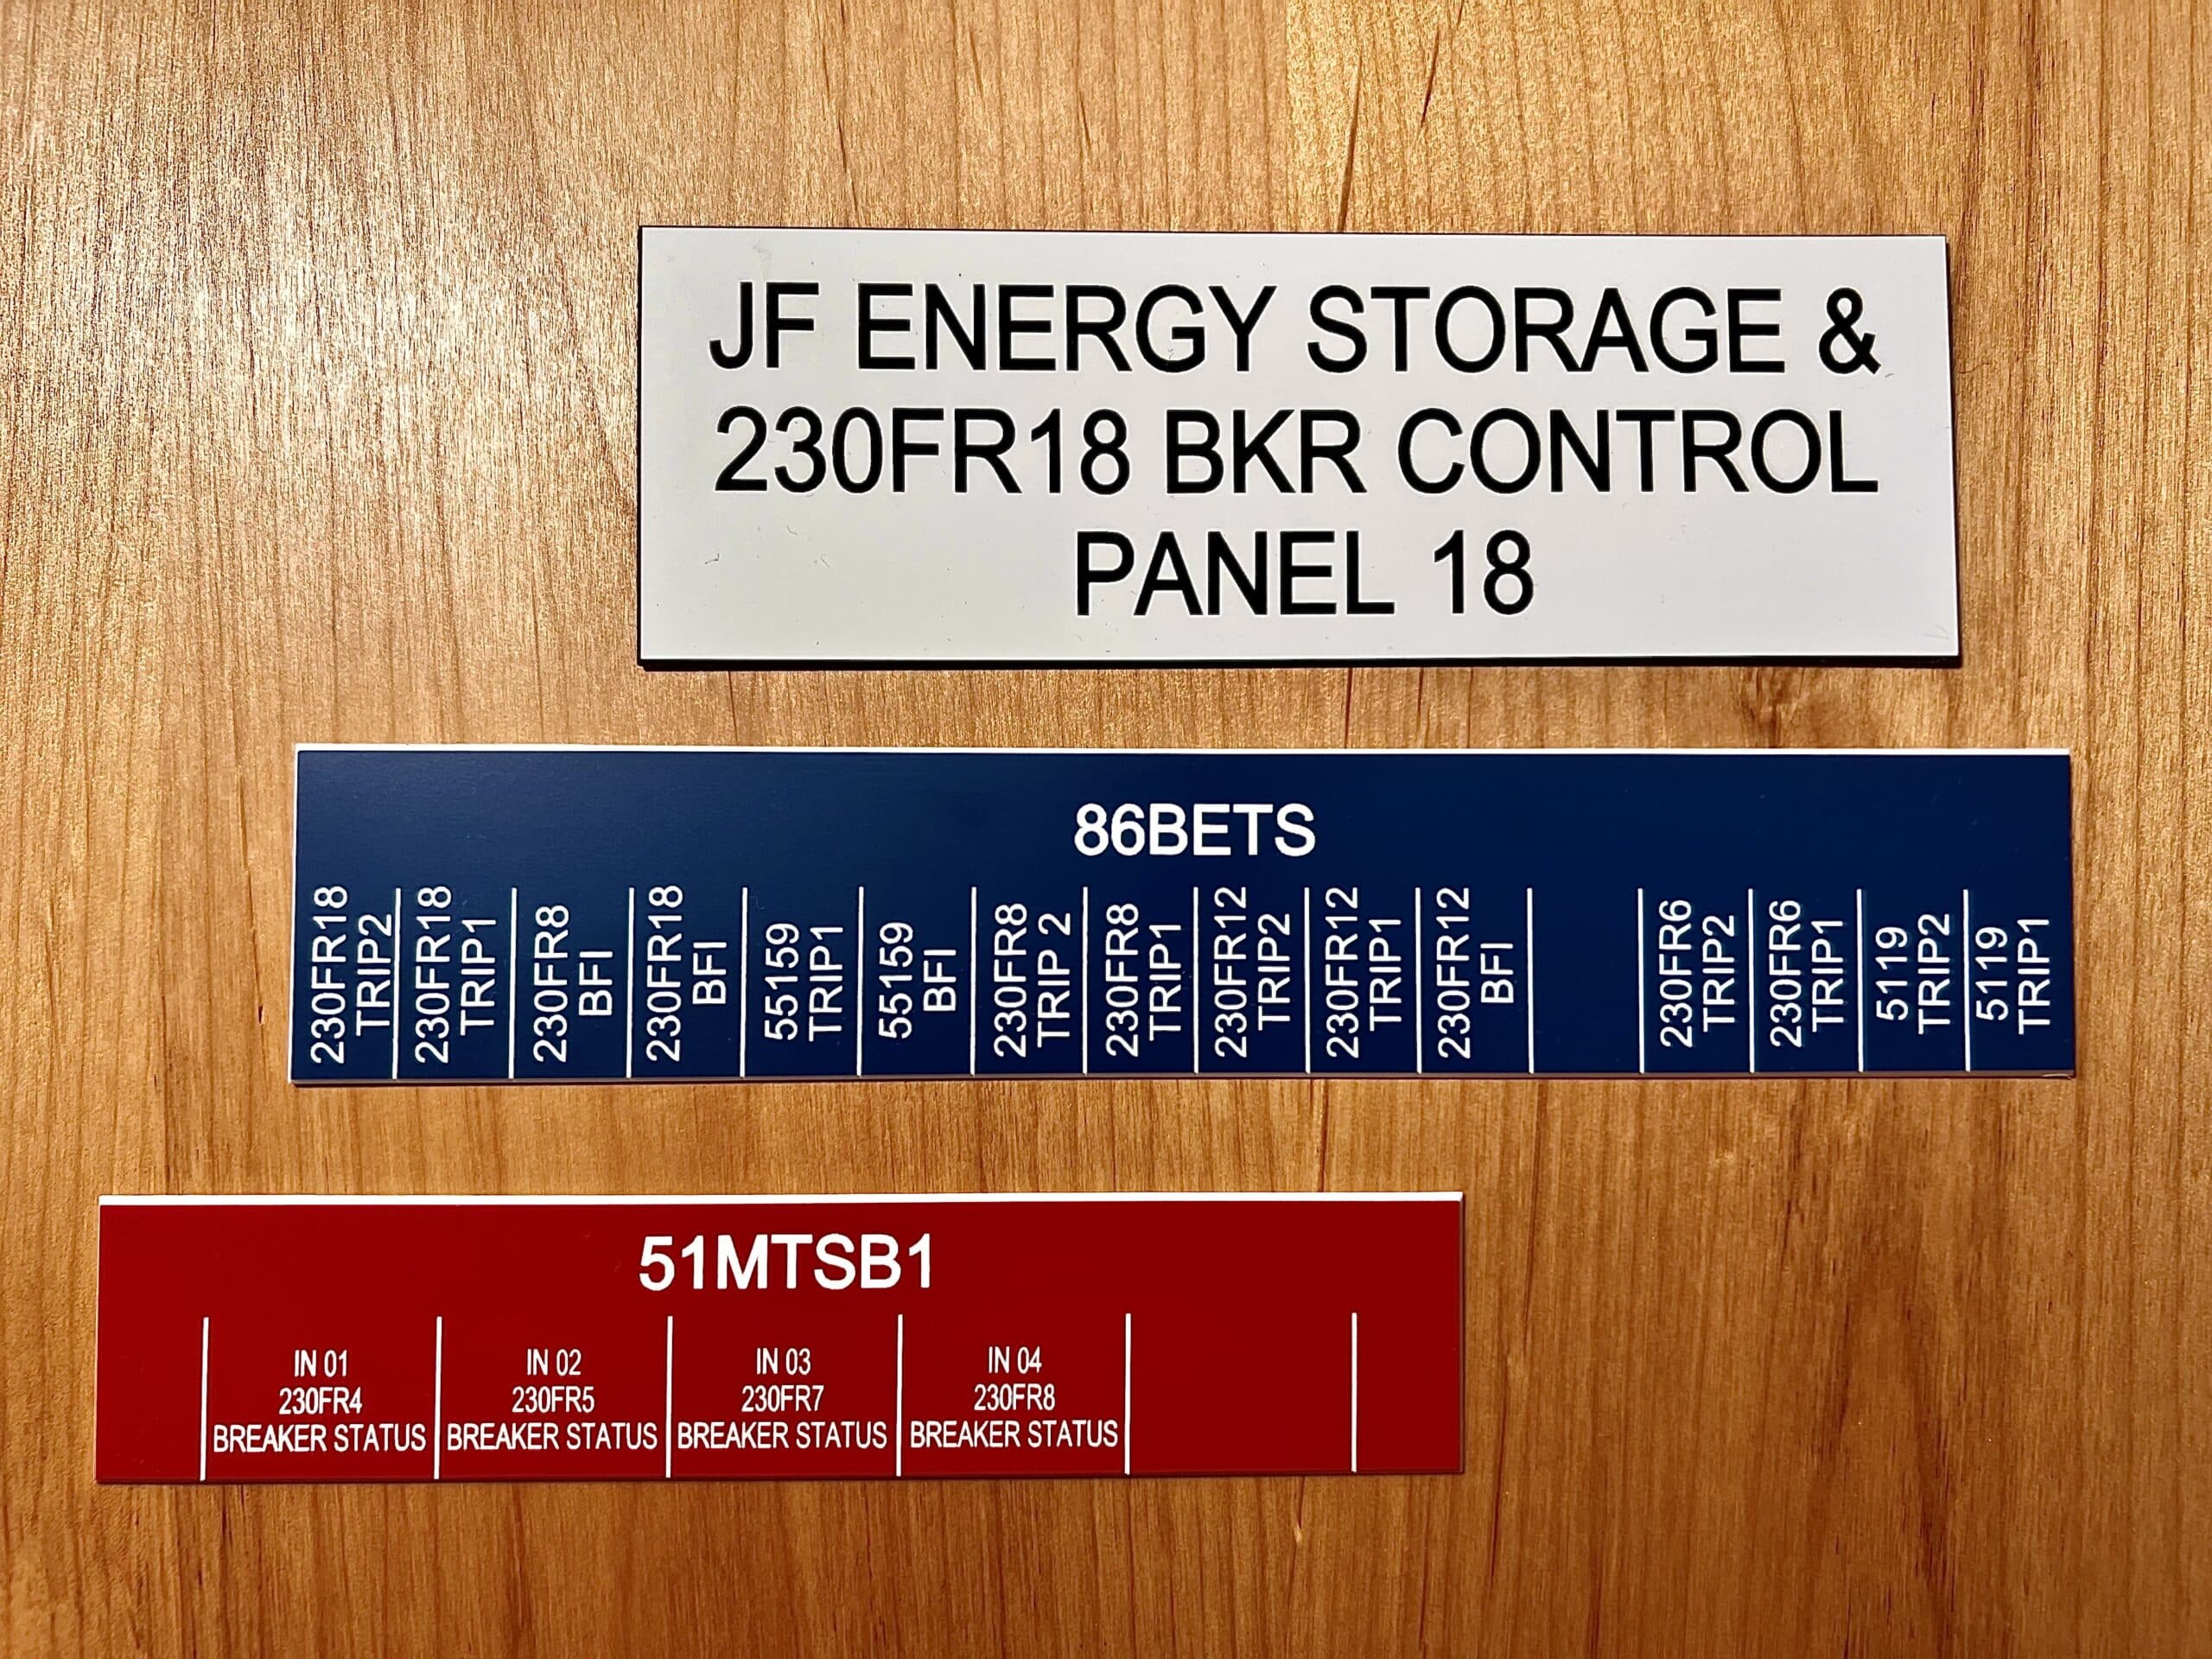 JF ENERGY STORAGE &
230FR18 BKR CONTROL
PANEL 18
86BETS
230FR18
TRIP2
230FR18
TRIP1
230FR8
BFI
230FR18
BFI
55159
TRIP1
55159
BFI
230FR8
TRIP 2
230FR8
TRIP1
230FR12
TRIP2
230FR12
TRIP1
230FR12
BFI
230FR6
TRIP2
230FR6
TRIP1
5119
TRIP2
5119
TRIP1
51MTSB1
IN 01
230FR4
BREAKER STATUS
IN 02
230FR5
BREAKER STATUS
IN 03
230FR7
BREAKER STATUS
IN 04
230FR8
BREAKER STATUS